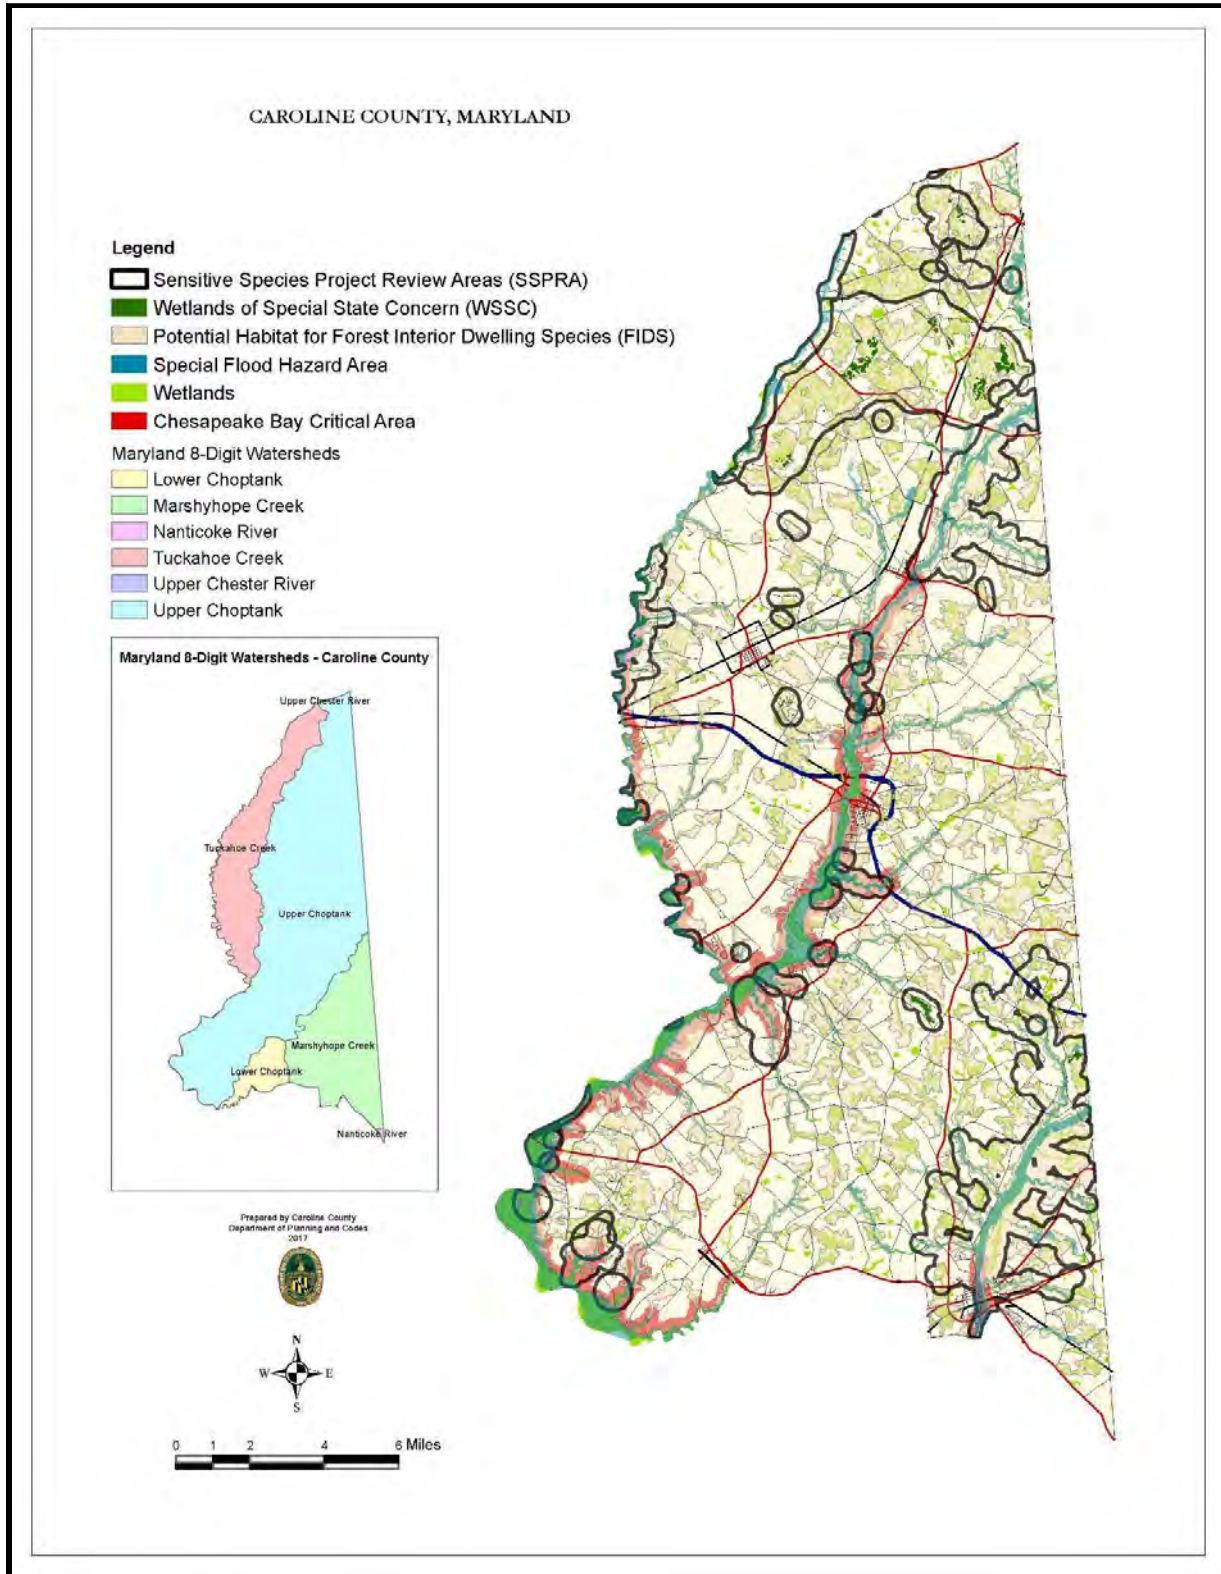 CAROLINE COUNTY, MARYLAND
Legend
Sensitive Species Project Review Areas (SSPRA)
Wetlands of Special State Concern (WSSC)
Potential Habitat for Forest Interior Dwelling Species (FIDS)
Special Flood Hazard Area
Wetlands
Chesapeake Bay Critical Area
Maryland 8-Digit Watersheds
Lower Choptank
Marshyhope Creek
Nanticoke River
Tuckahoe Creek
Upper Chester River
Upper Choptank
Maryland 8-Digit Watersheds - Caroline County
Upper Chester River
Tuckahoe Creek
Upper Choptank
Marshyhope Creek
Lower Choptank
Nanticoke River
Prepared by Caroline County
Department of Planning and Codes
2017
N
W E
S
0 1 2 4 6 Miles